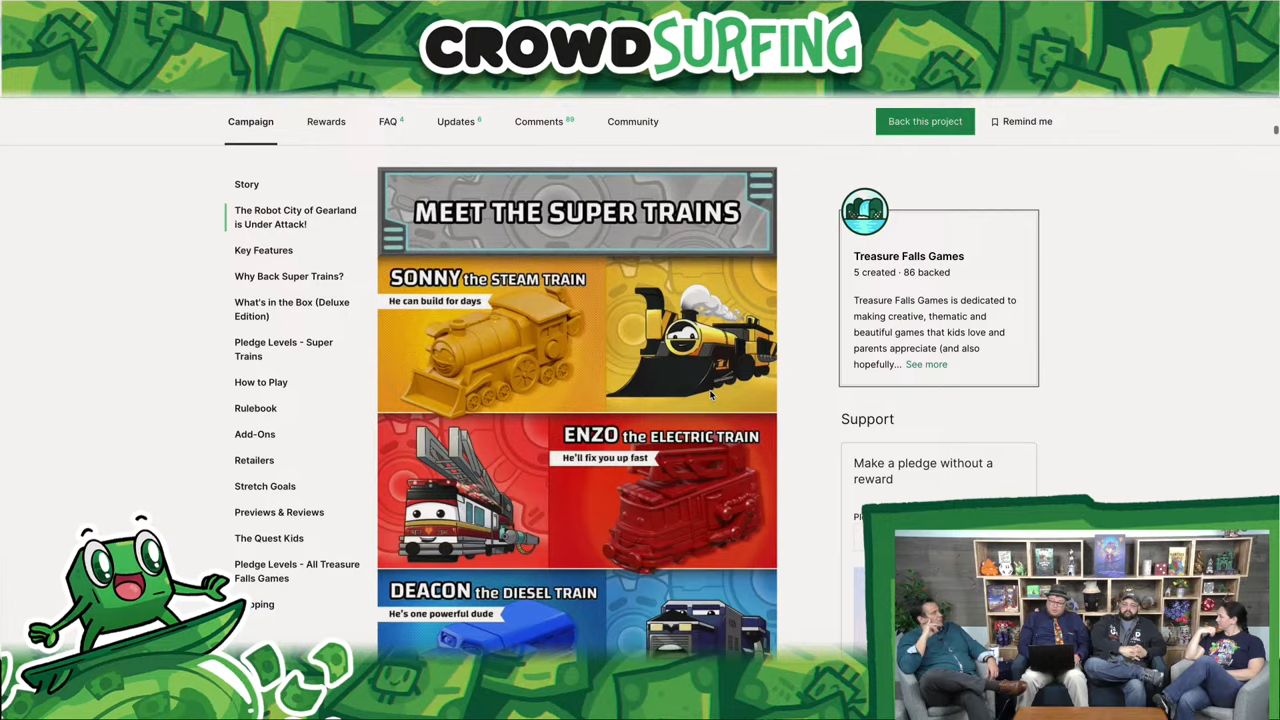 CROWDSURFING
Campaign
Rewards
FAQ 4
Updates 6
Comments 89
Community
Back this project
Remind me
Story
The Robot City of Gearland
is Under Attack!
Key Features
Why Back Super Trains?
What's in the Box (Deluxe
Edition)
Pledge Levels - Super
Trains
How to Play
Rulebook
Add-Ons
Retailers
Stretch Goals
Previews & Reviews
The Quest Kids
Pledge Levels - All Treasure
Falls Games
MEET THE SUPER TRAINS
SONNY the STEAM TRAIN
He can build for days
ENZO the ELECTRIC TRAIN
He'll fix you up fast
DEACON the DIESEL TRAIN
He's one powerful dude
Treasure Falls Games
5 created · 86 backed
Treasure Falls Games is dedicated to
making creative, thematic and
beautiful games that kids love and
parents appreciate (and also
hopefully... See more
Support
Make a pledge without a
reward